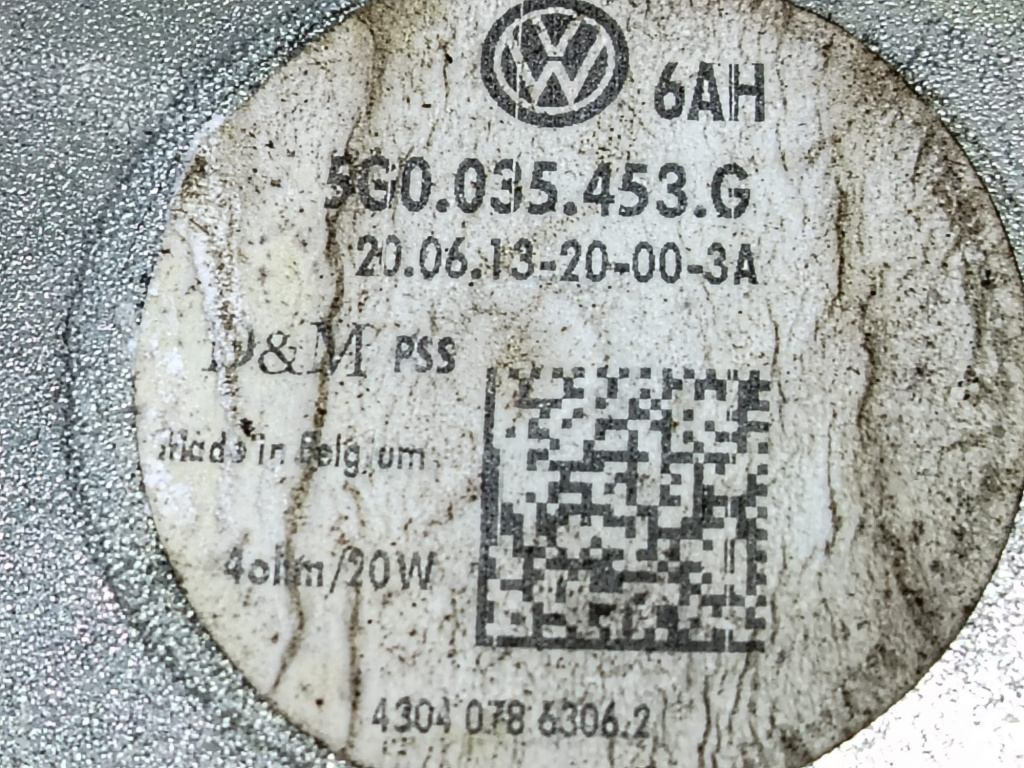 6AH
5G0.035.453.G
20.06.13-20-00-3A
D&M PSS
Made in Belgium
4ohm/20W
4304 078 6306.2